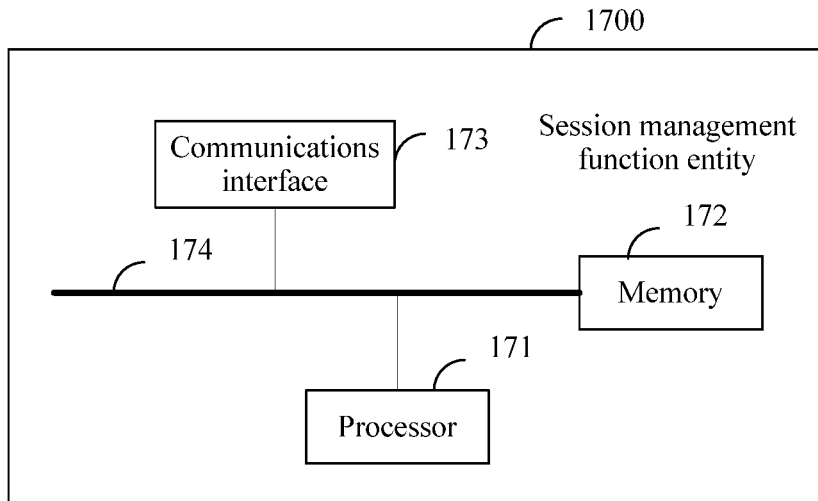 1700
Communications
interface
173
Session management
function entity
172
174
Memory
171
Processor